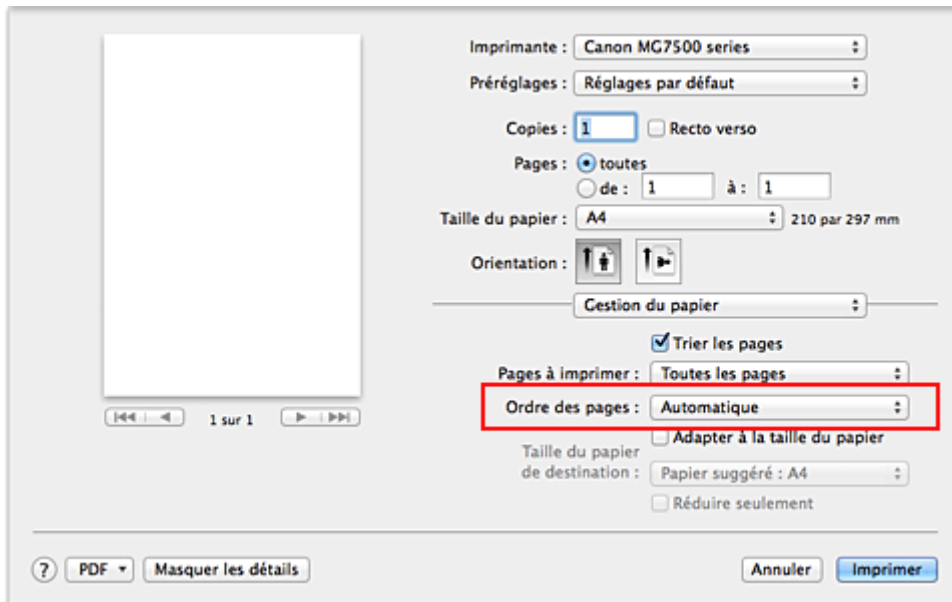 Imprimante : Canon MG7500 series
Préréglages : Réglages par défaut
Copies : 1 Recto verso
Pages : toutes
de : 1 à : 1
Taille du papier : A4 210 par 297 mm
Orientation :
Gestion du papier
Trier les pages
Pages à imprimer : Toutes les pages
Ordre des pages : Automatique
1 sur 1
Adapter à la taille du papier
Taille du papier
de destination : Papier suggéré : A4
Réduire seulement
? PDF Masquer les détails Annuler Imprimer